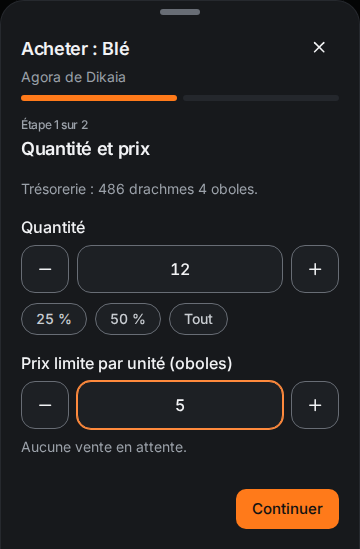 Acheter : Blé
Agora de Dikaia
Étape 1 sur 2
Quantité et prix
Trésorerie : 486 drachmes 4 oboles.
Quantité
− 12 +
25 % 50 % Tout
Prix limite par unité (oboles)
− 5 +
Aucune vente en attente.
Continuer